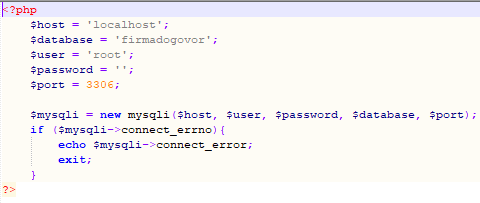 <?php
$host = 'localhost';
$database = 'firmadogovor';
$user = 'root';
$password = '';
$port = 3306;
$mysqli = new mysqli($host, $user, $password, $database, $port);
if ($mysqli->connect_errno){
echo $mysqli->connect_error;
exit;
}
?>